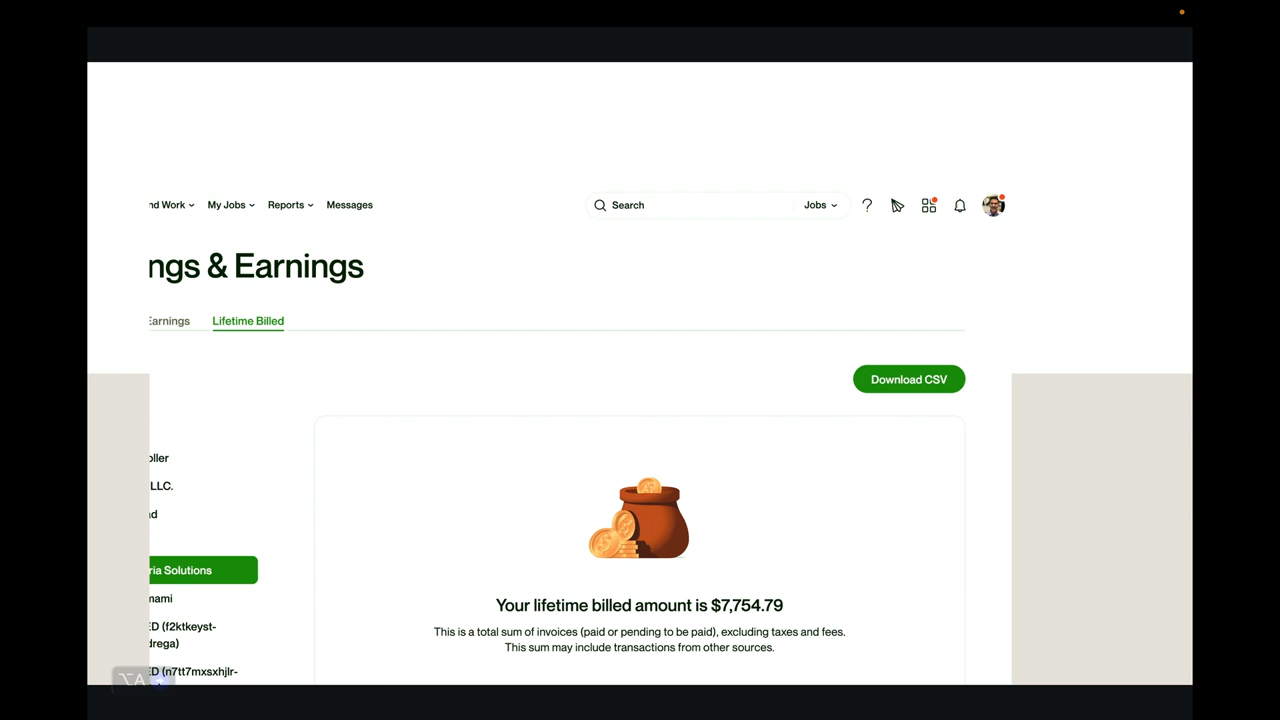 nd Work My Jobs Reports Messages Search Jobs
ngs & Earnings
Earnings Lifetime Billed
Download CSV
oller
LLC.
ad
ria Solutions
mami
ED (f2ktkeyst-
drega)
ED (n7tt7mxsxhjlr-
Your lifetime billed amount is $7,754.79
This is a total sum of invoices (paid or pending to be paid), excluding taxes and fees.
This sum may include transactions from other sources.
⌥A